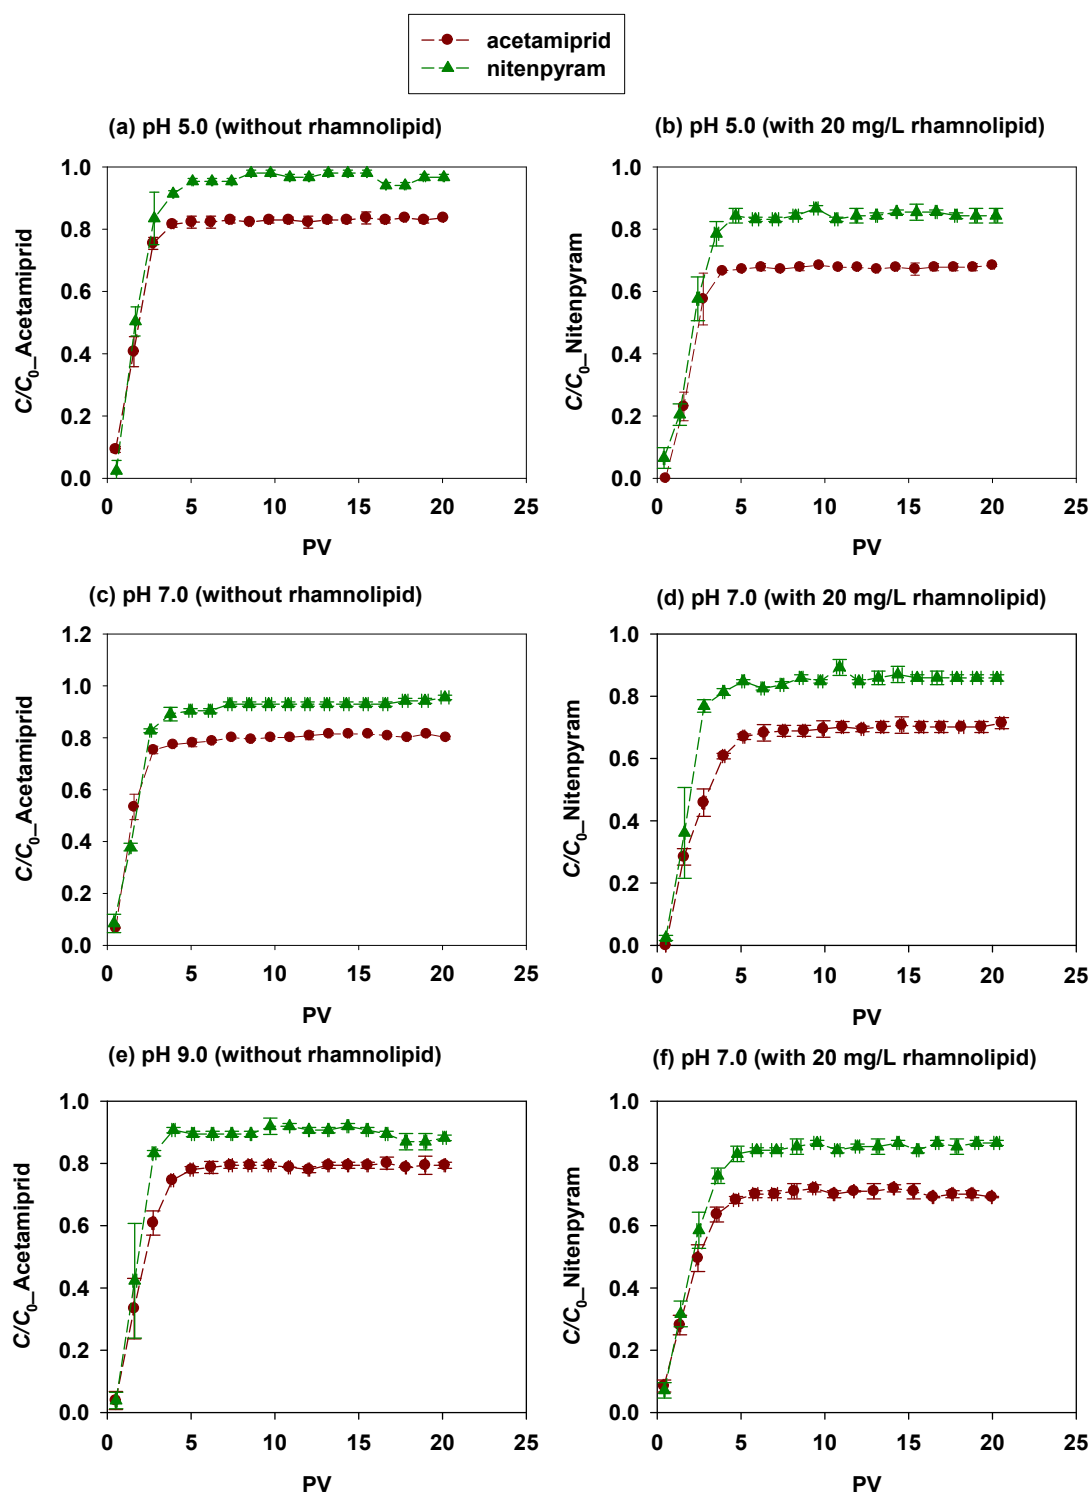 acetamiprid
nitenpyram
(a) pH 5.0 (without rhamnolipid)
(b) pH 5.0 (with 20 mg/L rhamnolipid)
1.0
0.8
0.6
0.4
0.2
0.0
C/C₀_Acetamiprid
0 5 10 15 20 25
PV
1.0
0.8
0.6
0.4
0.2
0.0
C/C₀_Nitenpyram
0 5 10 15 20 25
PV
(c) pH 7.0 (without rhamnolipid)
(d) pH 7.0 (with 20 mg/L rhamnolipid)
1.2
1.0
0.8
0.6
0.4
0.2
0.0
C/C₀_Acetamiprid
0 5 10 15 20 25
PV
1.0
0.8
0.6
0.4
0.2
0.0
C/C₀_Nitenpyram
0 5 10 15 20 25
PV
(e) pH 9.0 (without rhamnolipid)
(f) pH 7.0 (with 20 mg/L rhamnolipid)
1.0
0.8
0.6
0.4
0.2
0.0
C/C₀_Acetamiprid
0 5 10 15 20 25
PV
1.0
0.8
0.6
0.4
0.2
0.0
C/C₀_Nitenpyram
0 5 10 15 20 25
PV